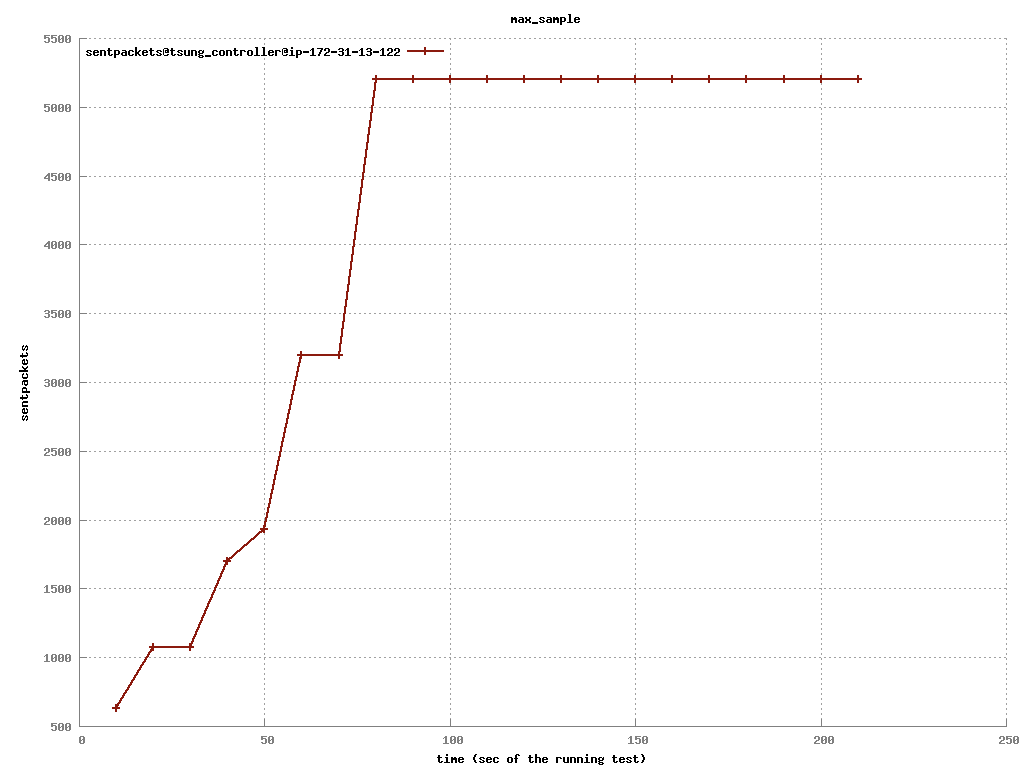 max_sample
5500
sentpackets@tsung_controller@ip-172-31-13-122
5000
4500
4000
3500
3000
2500
2000
1500
1000
500
sentpackets
0 50 100 150 200 250
time (sec of the running test)